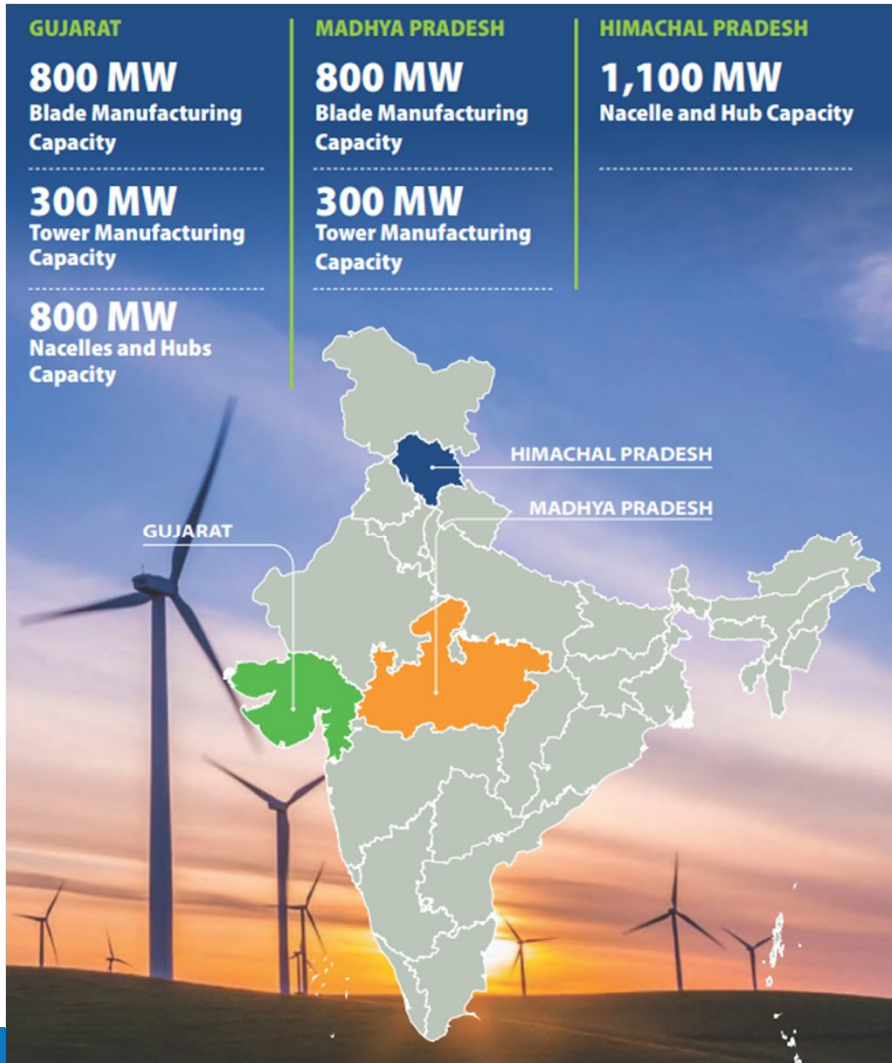 GUJARAT
800 MW
Blade Manufacturing
Capacity
300 MW
Tower Manufacturing
Capacity
800 MW
Nacelles and Hubs
Capacity
MADHYA PRADESH
800 MW
Blade Manufacturing
Capacity
300 MW
Tower Manufacturing
Capacity
HIMACHAL PRADESH
1,100 MW
Nacelle and Hub Capacity
HIMACHAL PRADESH
MADHYA PRADESH
GUJARAT